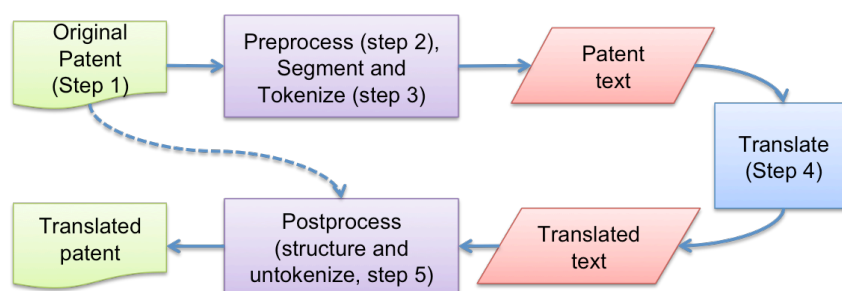 Original
Patent
(Step 1)
Preprocess (step 2),
Segment and
Tokenize (step 3)
Patent
text
Translate
(Step 4)
Translated
text
Postprocess
(structure and
untokenize, step 5)
Translated
patent